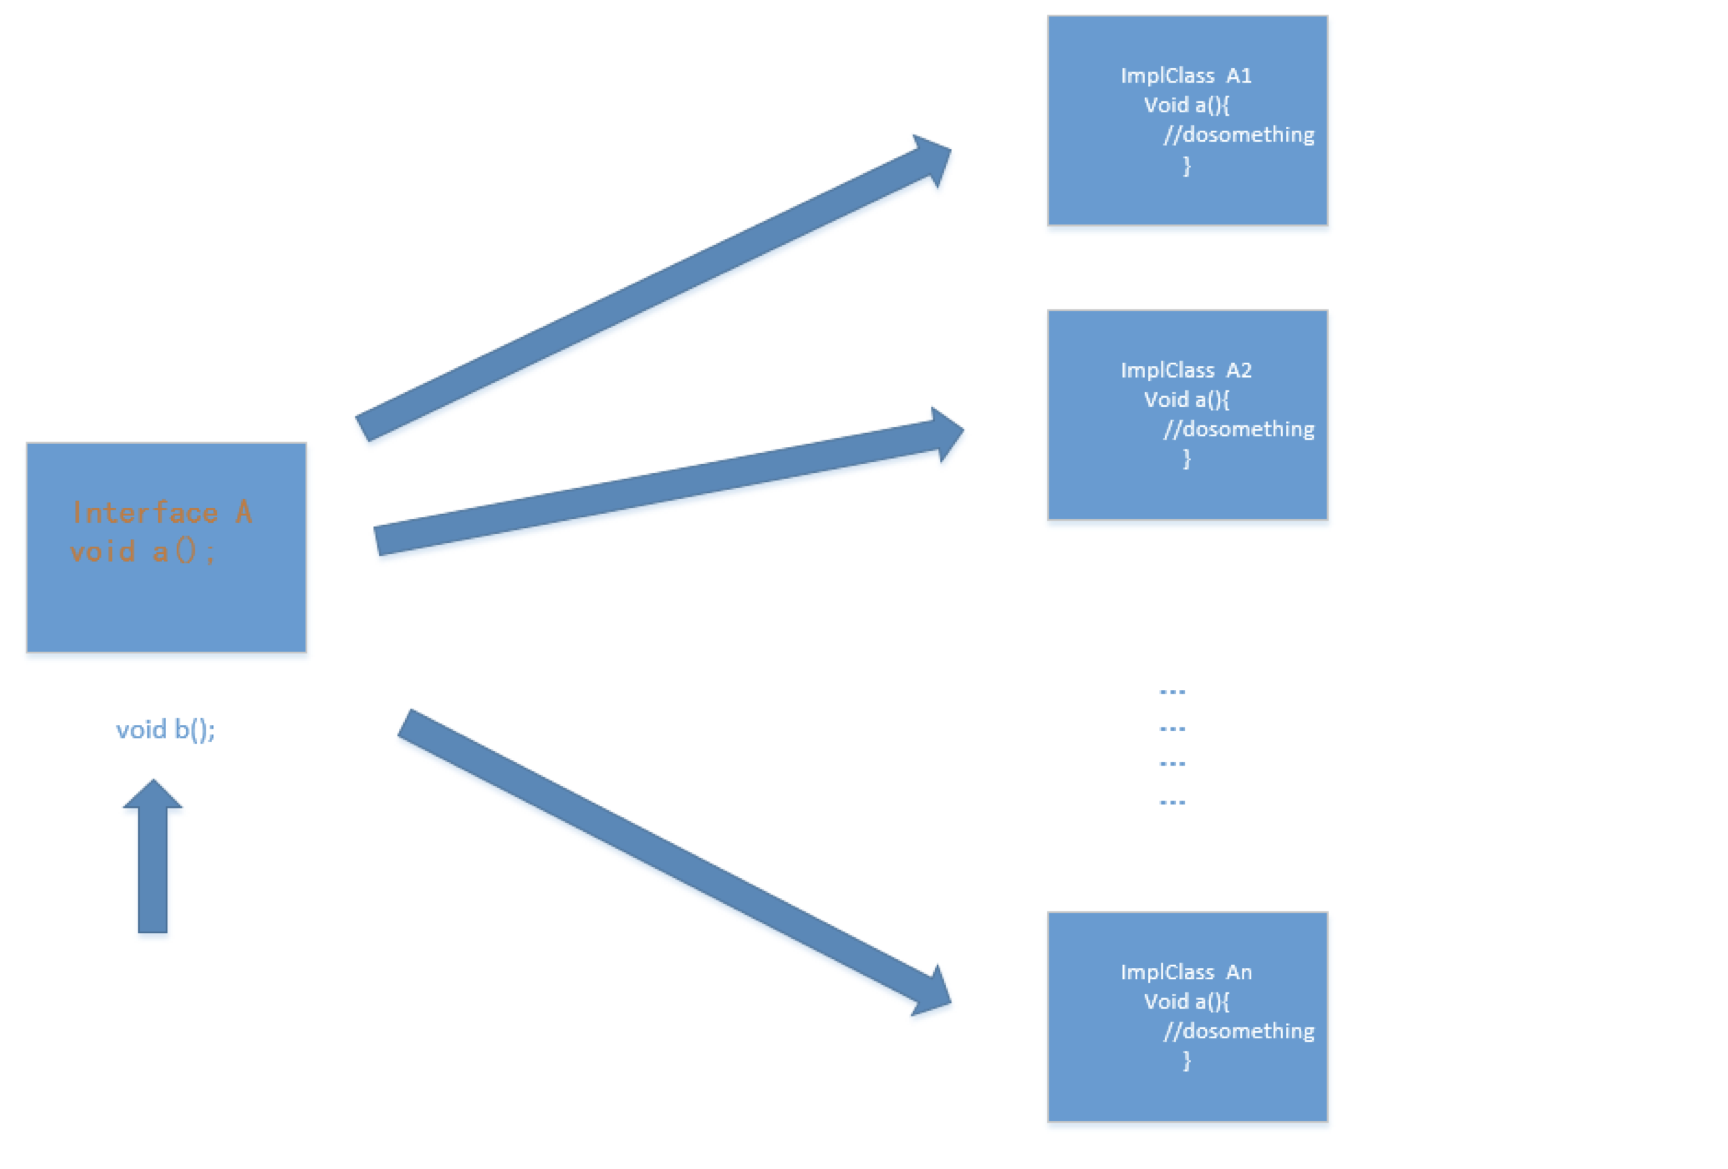 ImplClass A1
Void a(){
//dosomething
}
ImplClass A2
Void a(){
//dosomething
}
Interface A
void a();
void b();
...
...
...
...
ImplClass An
Void a(){
//dosomething
}